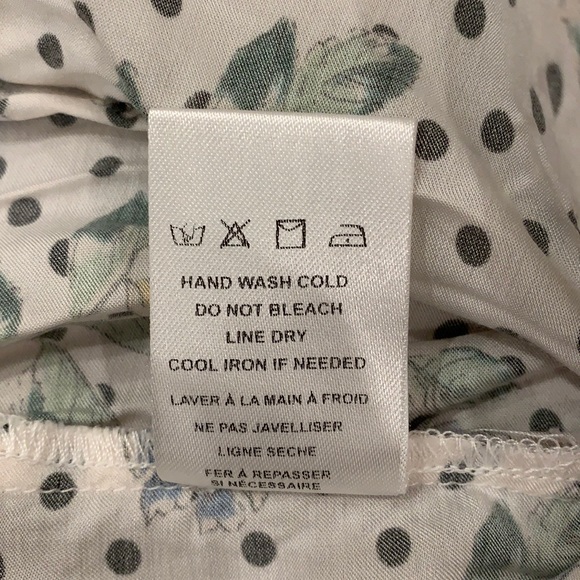 HAND WASH COLD
DO NOT BLEACH
LINE DRY
COOL IRON IF NEEDED
LAVER À LA MAIN À FROID
NE PAS JAVELLISER
LIGNE SECHE
FER À REPASSER
SI NÉCESSAIRE